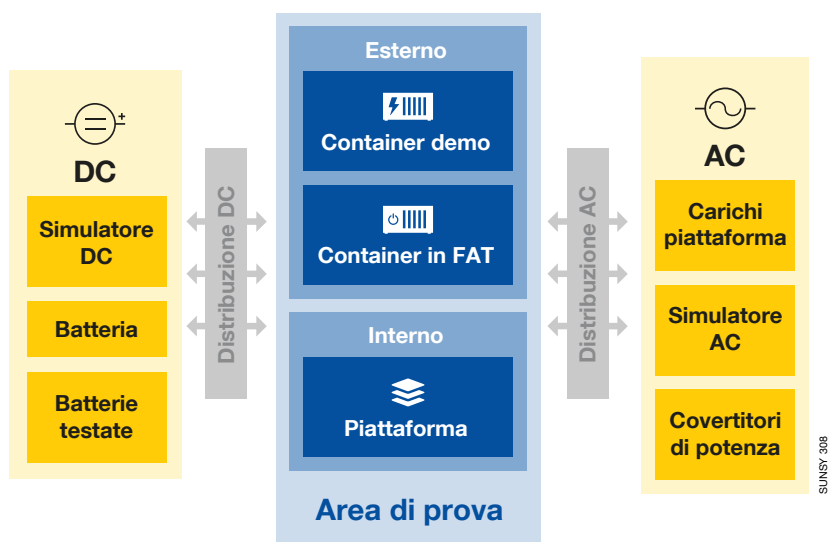 DC
Simulatore
DC
Batteria
Batterie
testate
Distribuzione DC
Esterno
Container demo
Container in FAT
Interno
Piattaforma
Area di prova
Distribuzione AC
AC
Carichi
piattaforma
Simulatore
AC
Covertitori
di potenza
SUNSY 308